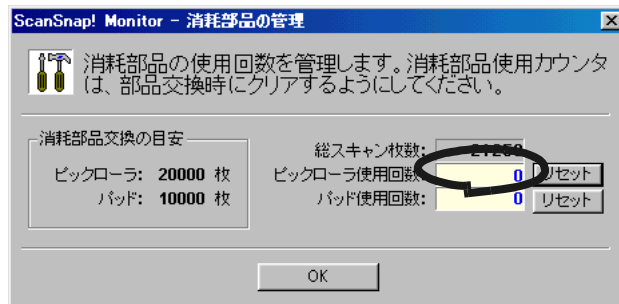 ScanSnap! Monitor - 消耗部品の管理
消耗部品の使用回数を管理します。消耗部品使用カウンタ
は、部品交換時にクリアするようにしてください。
消耗部品交換の目安
ピックローラ: 20000 枚
パッド: 10000 枚
総スキャン枚数: 21250
ピックローラ使用回数: 0 リセット
パッド使用回数: 0 リセット
OK